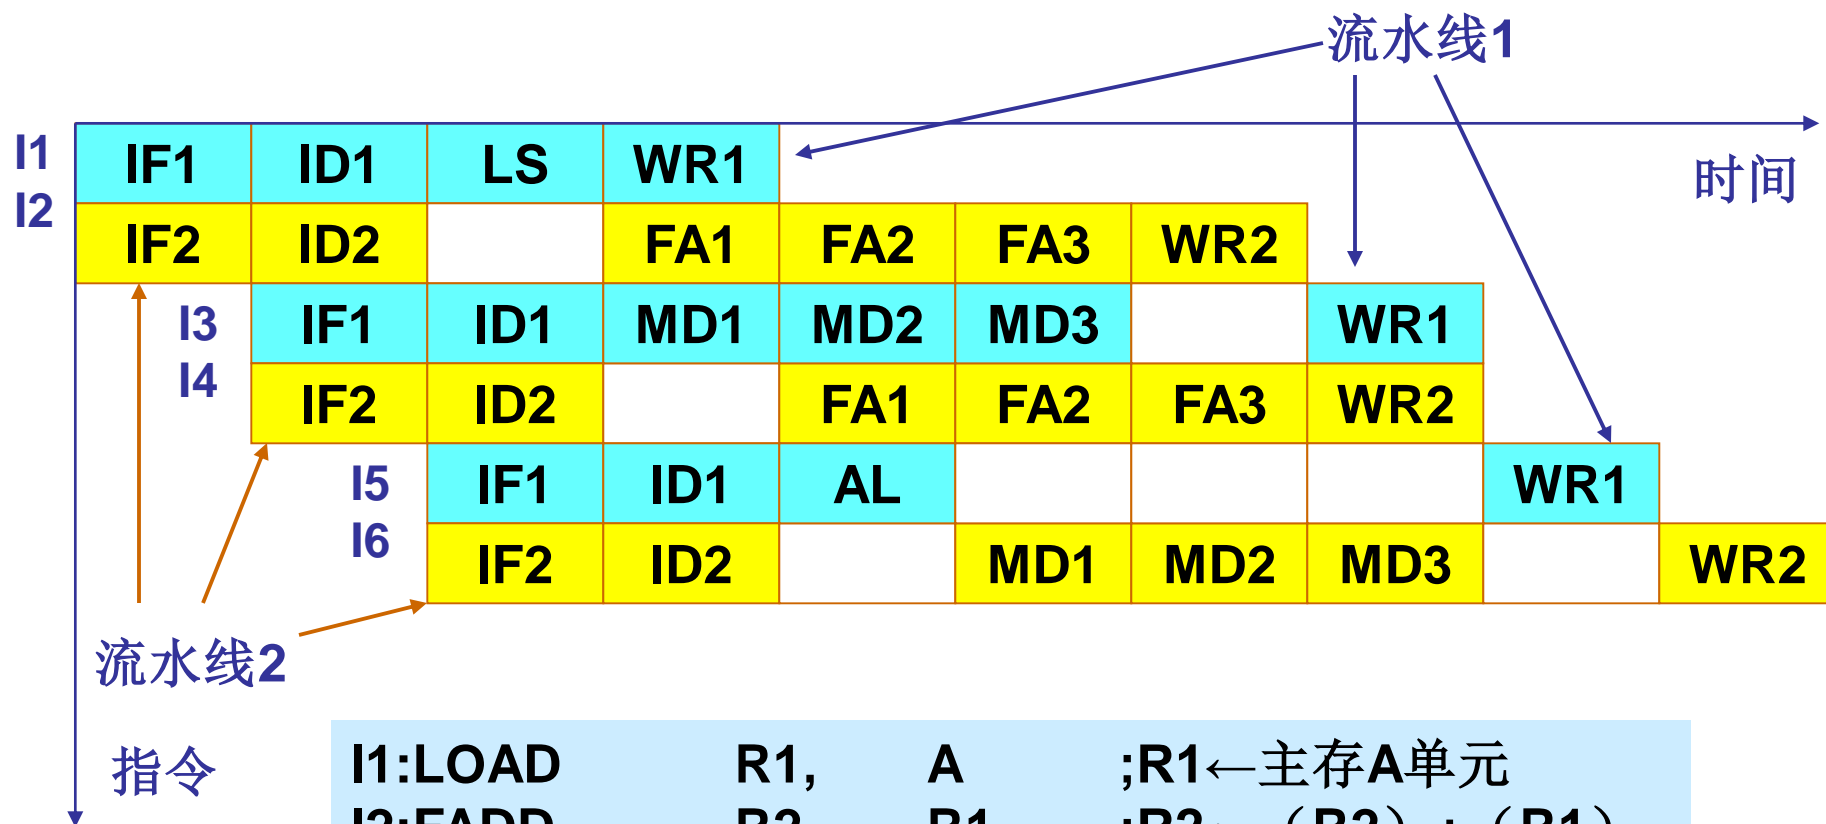 流水线1
时间
I1 IF1 ID1 LS WR1
I2 IF2 ID2 FA1 FA2 FA3 WR2
I3 IF1 ID1 MD1 MD2 MD3 WR1
I4 IF2 ID2 FA1 FA2 FA3 WR2
I5 IF1 ID1 AL WR1
I6 IF2 ID2 MD1 MD2 MD3 WR2
流水线2
指令
I1:LOAD R1, A ;R1←主存A单元